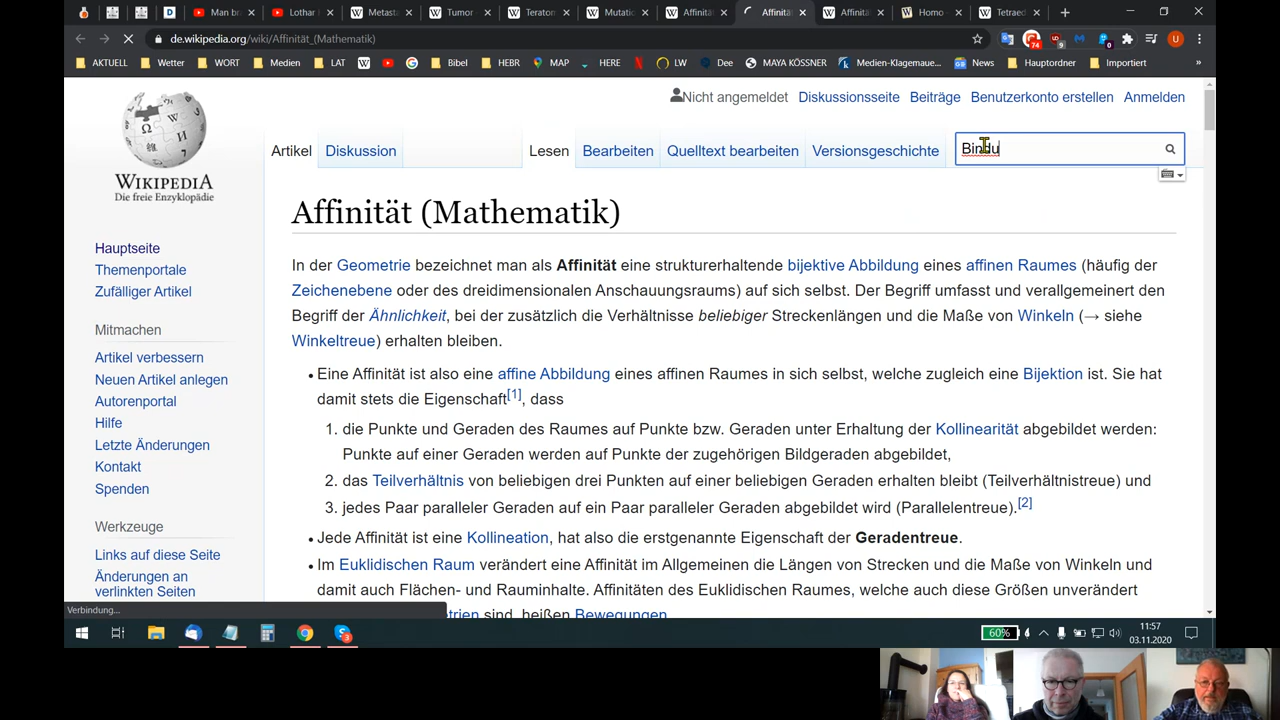 Man br
Lothar
Metasta
Tumor
Teraton
Mutatio
Affinität
Affinität
Affinität
Homo
Tetraed
de.wikipedia.org/wiki/Affinität_(Mathematik)
74
9
0
U
AKTUELL
Wetter
WORT
Medien
LAT
Bibel
HEBR
MAP
HERE
LW
Dee
MAYA KÖSSNER
Medien-Klagemaue...
News
Hauptordner
Importiert
»
Nicht angemeldet Diskussionsseite Beiträge Benutzerkonto erstellen Anmelden
Artikel Diskussion Lesen Bearbeiten Quelltext bearbeiten Versionsgeschichte
WIKIPEDIA
Die freie Enzyklopädie
Hauptseite
Themenportale
Zufälliger Artikel
Mitmachen
Artikel verbessern
Neuen Artikel anlegen
Autorenportal
Hilfe
Letzte Änderungen
Kontakt
Spenden
Werkzeuge
Links auf diese Seite
Änderungen an
verlinkten Seiten
Affinität (Mathematik)
In der Geometrie bezeichnet man als Affinität eine strukturerhaltende bijektive Abbildung eines affinen Raumes (häufig der
Zeichenebene oder des dreidimensionalen Anschauungsraums) auf sich selbst. Der Begriff umfasst und verallgemeinert den
Begriff der Ähnlichkeit, bei der zusätzlich die Verhältnisse beliebiger Streckenlängen und die Maße von Winkeln (→ siehe
Winkeltreue) erhalten bleiben.
• Eine Affinität ist also eine affine Abbildung eines affinen Raumes in sich selbst, welche zugleich eine Bijektion ist. Sie hat
damit stets die Eigenschaft[1], dass
1. die Punkte und Geraden des Raumes auf Punkte bzw. Geraden unter Erhaltung der Kollinearität abgebildet werden:
Punkte auf einer Geraden werden auf Punkte der zugehörigen Bildgeraden abgebildet,
2. das Teilverhältnis von beliebigen drei Punkten auf einer beliebigen Geraden erhalten bleibt (Teilverhältnistreue) und
3. jedes Paar paralleler Geraden auf ein Paar paralleler Geraden abgebildet wird (Parallelentreue).[2]
• Jede Affinität ist eine Kollineation, hat also die erstgenannte Eigenschaft der Geradentreue.
• Im Euklidischen Raum verändert eine Affinität im Allgemeinen die Längen von Strecken und die Maße von Winkeln und
damit auch Flächen- und Rauminhalte. Affinitäten des Euklidischen Raumes, welche auch diese Größen unverändert
sind, heißen Bewegungen.
Verbindung...
60%
11:57
03.11.2020